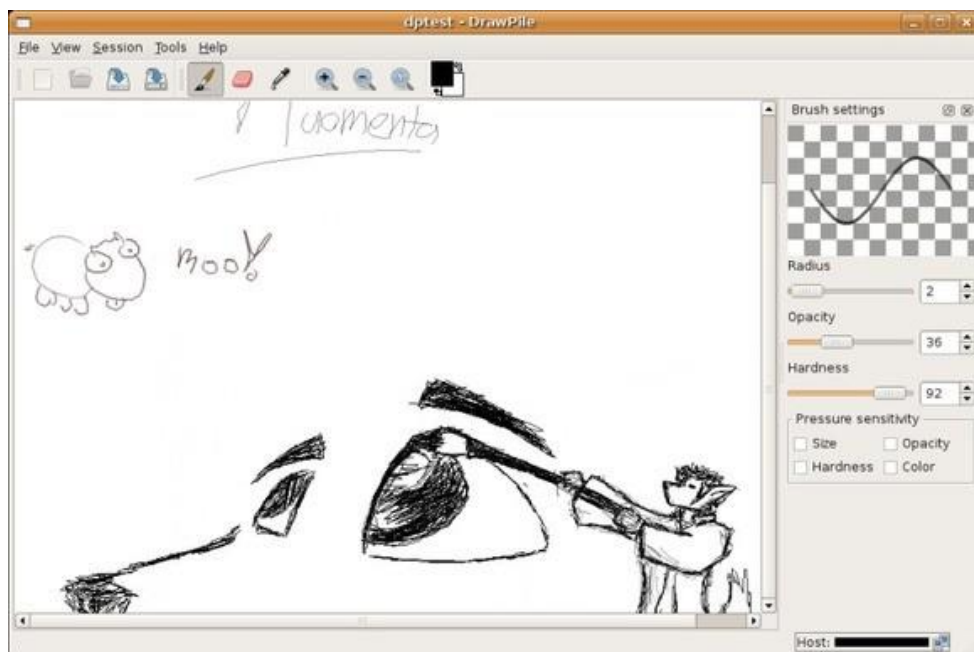 dptest - DrawPile
File View Session Tools Help
Brush settings
moo!
Radius
2
Opacity
36
Hardness
92
Pressure sensitivity
Size Opacity
Hardness Color
Host: